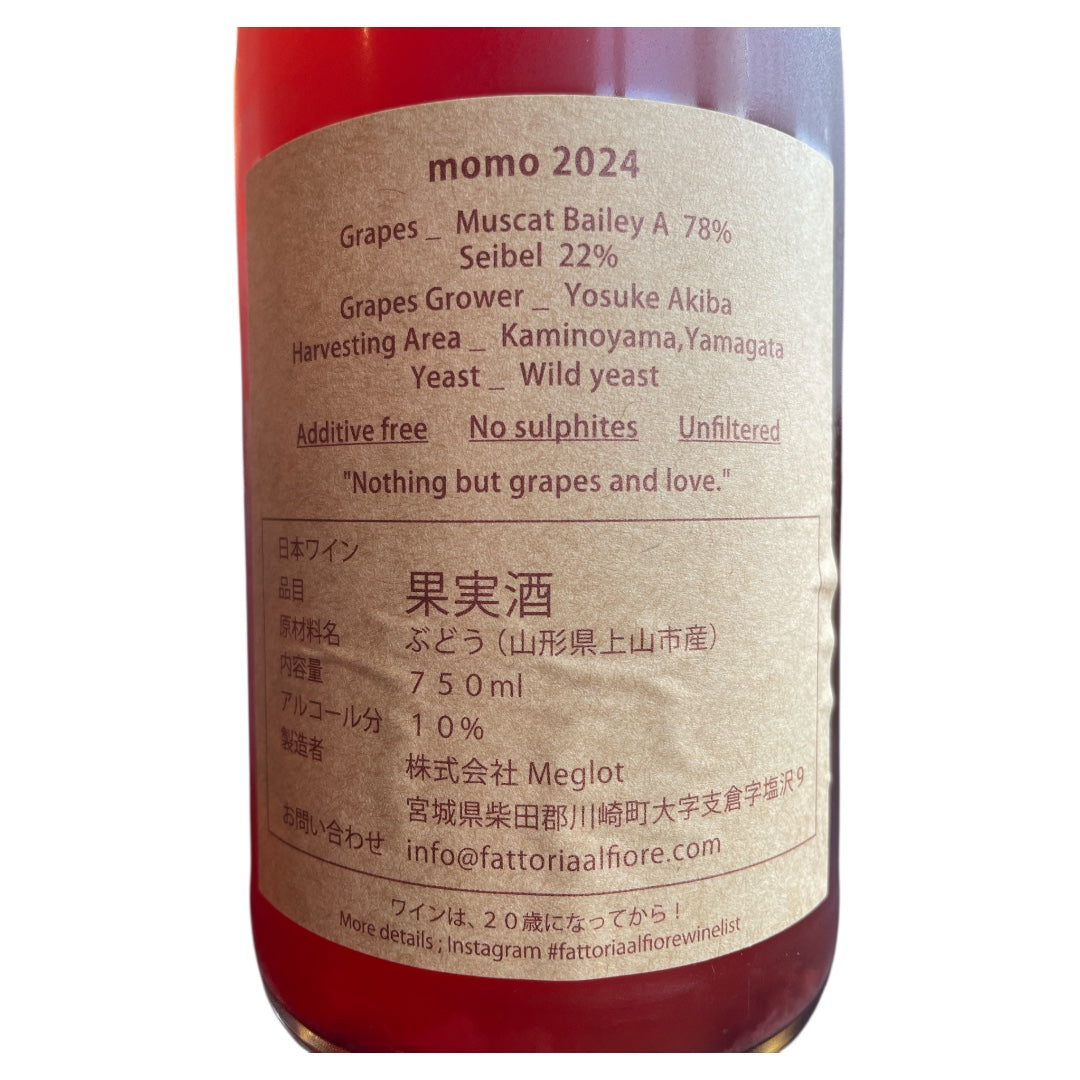 momo 2024
Grapes _ Muscat Bailey A 78%
Seibel 22%
Grapes Grower _ Yosuke Akiba
Harvesting Area _ Kaminoyama,Yamagata
Yeast _ Wild yeast
Additive free No sulphites Unfiltered
"Nothing but grapes and love."
日本ワイン
品目 果実酒
原材料名 ぶどう（山形県上山市産）
内容量 ７５０ml
アルコール分 １０%
製造者 株式会社 Meglot
宮城県柴田郡川崎町大字支倉字塩沢９
お問い合わせ info@fattoriaalfiore.com
ワインは、２０歳になってから！
More details ; Instagram #fattoriaalfiorewinelist